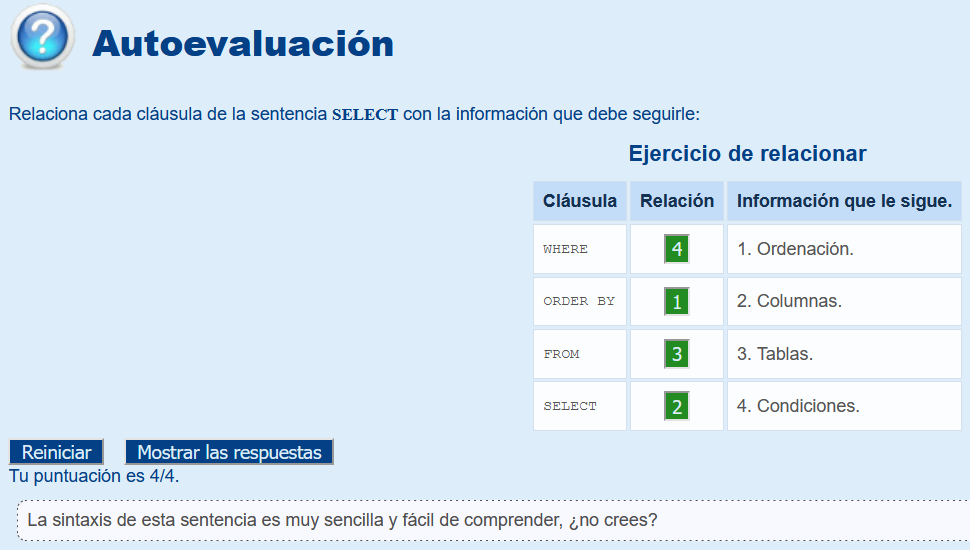 Autoevaluación
Relaciona cada cláusula de la sentencia SELECT con la información que debe seguirle:
Ejercicio de relacionar
Cláusula Relación Información que le sigue.
WHERE 4 1. Ordenación.
ORDER BY 1 2. Columnas.
FROM 3 3. Tablas.
SELECT 2 4. Condiciones.
Reiniciar Mostrar las respuestas
Tu puntuación es 4/4.
La sintaxis de esta sentencia es muy sencilla y fácil de comprender, ¿no crees?